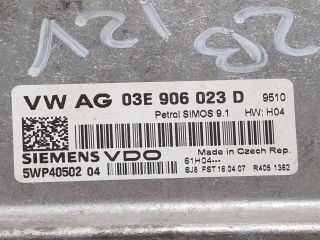 VW AG 03E 906 023 D 9510
Petrol SIMOS 9.1 HW: H04
SIEMENS VDO Made in Czech Rep.
5WP40502 04 61H04---
SJ8 FST 16.04.07 R405 1352